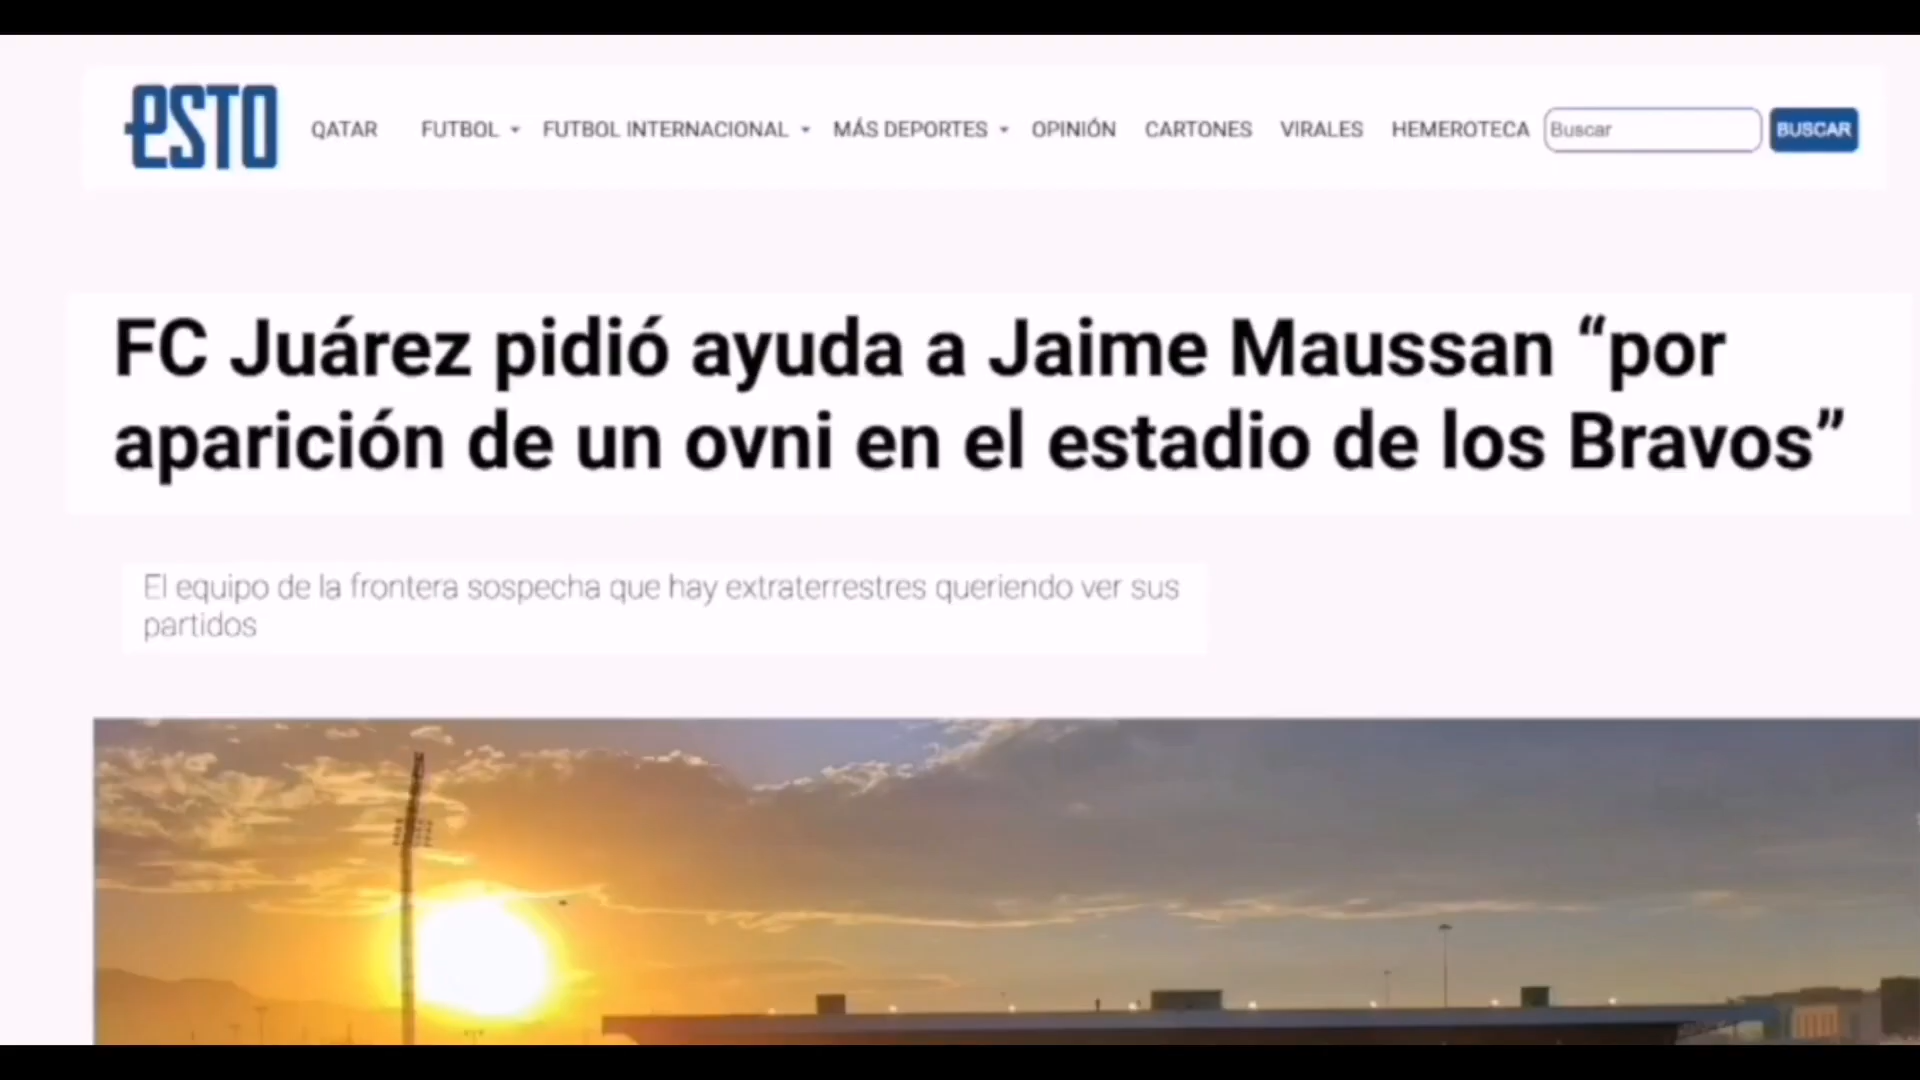 esto
QATAR FUTBOL FUTBOL INTERNACIONAL MÁS DEPORTES OPINIÓN CARTONES VIRALES HEMEROTECA Buscar BUSCAR
FC Juárez pidió ayuda a Jaime Maussan “por
aparición de un ovni en el estadio de los Bravos”
El equipo de la frontera sospecha que hay extraterrestres queriendo ver sus
partidos